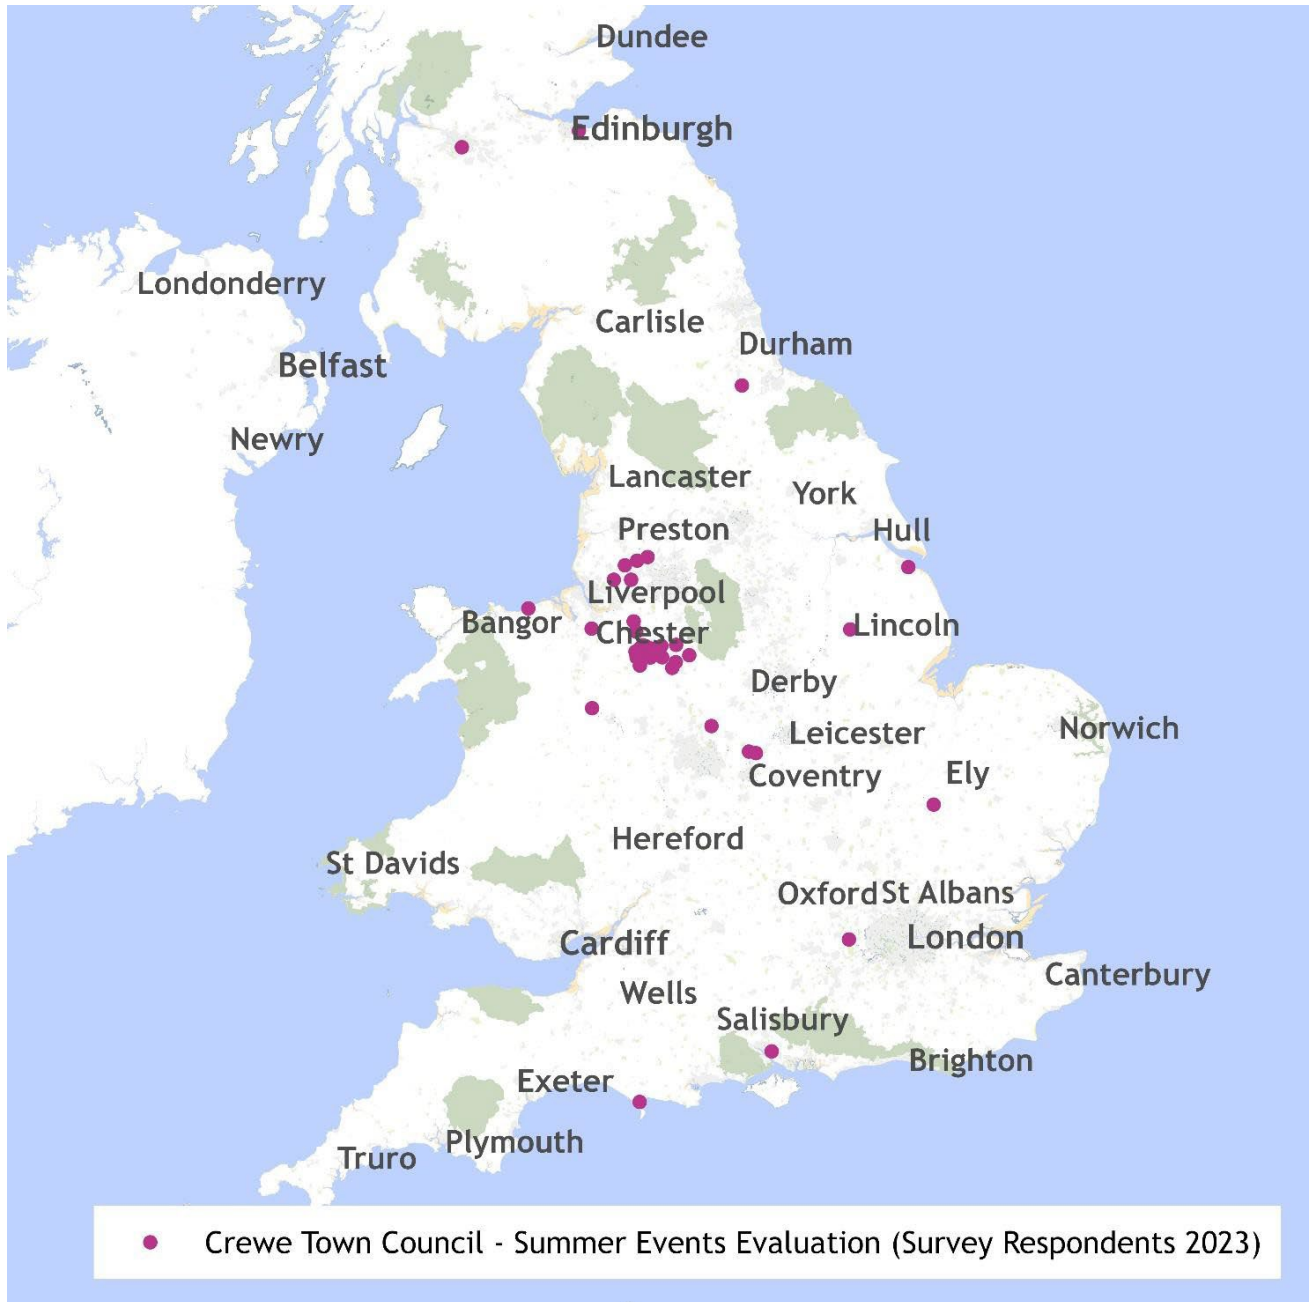 Dundee
Edinburgh
Londonderry
Carlisle
Durham
Belfast
Newry
Lancaster
York
Preston
Hull
Liverpool
Bangor
Chester
Lincoln
Derby
Norwich
Leicester
Ely
Coventry
Hereford
St Davids
Oxford
St Albans
Cardiff
London
Canterbury
Wells
Salisbury
Brighton
Exeter
Plymouth
Truro
Crewe Town Council - Summer Events Evaluation (Survey Respondents 2023)